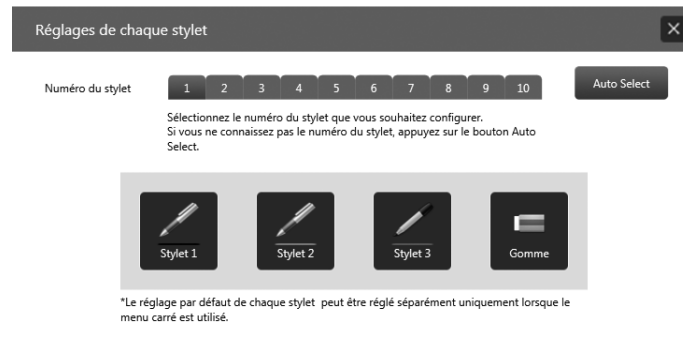 Réglages de chaque stylet
Numéro du stylet 1 2 3 4 5 6 7 8 9 10 Auto Select
Sélectionnez le numéro du stylet que vous souhaitez configurer.
Si vous ne connaissez pas le numéro du stylet, appuyez sur le bouton Auto
Select.
Stylet 1 Stylet 2 Stylet 3 Gomme
*Le réglage par défaut de chaque stylet peut être réglé séparément uniquement lorsque le
menu carré est utilisé.